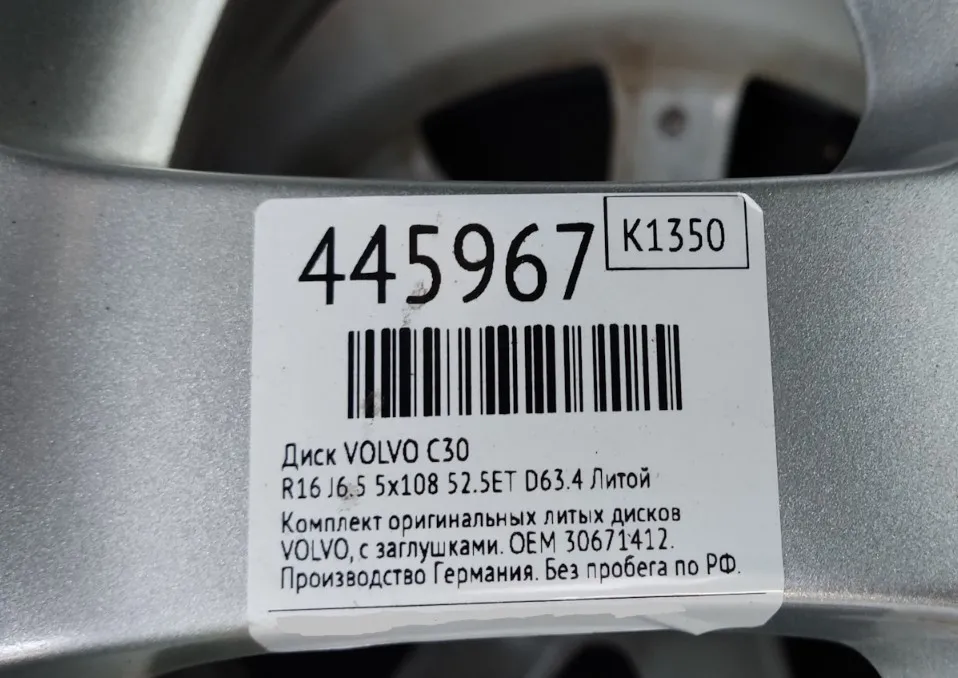 445967
K1350
Диск VOLVO C30
R16 J6.5 5x108 52.5ET D63.4 Литой
Комплект оригинальных литых дисков
VOLVO, с заглушками. OEM 30671412.
Производство Германия. Без пробега по РФ.